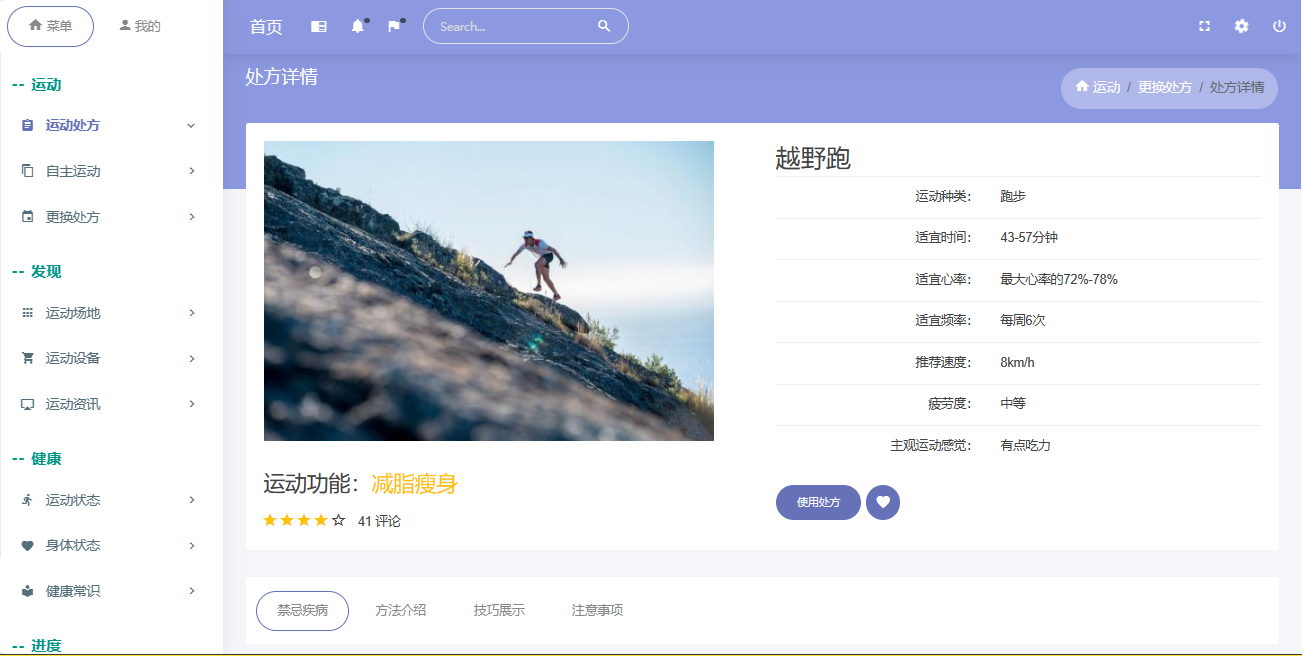 菜单 我的
首页 Search...
处方详情
运动 / 更换处方 / 处方详情
-- 运动
运动处方
自主运动
更换处方
-- 发现
运动场地
运动设备
运动资讯
-- 健康
运动状态
身体状态
健康常识
-- 进度
越野跑
运动种类: 跑步
适宜时间: 43-57分钟
适宜心率: 最大心率的72%-78%
适宜频率: 每周6次
推荐速度: 8km/h
疲劳度: 中等
主观运动感觉: 有点吃力
运动功能：减脂瘦身
41 评论
使用处方
禁忌疾病 方法介绍 技巧展示 注意事项